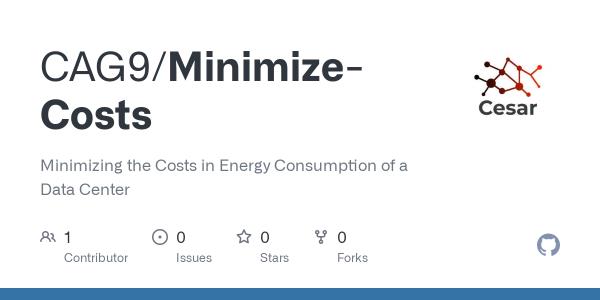 CAG9/Minimize-
Costs
Cesar
Minimizing the Costs in Energy Consumption of a
Data Center
1
Contributor
0
Issues
0
Stars
0
Forks